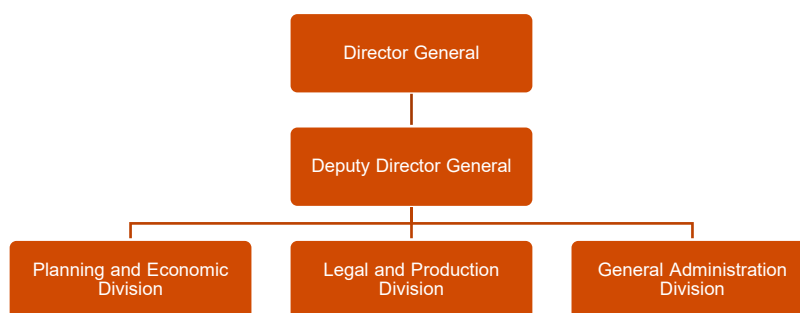 Director General
Deputy Director General
Planning and Economic
Division
Legal and Production
Division
General Administration
Division